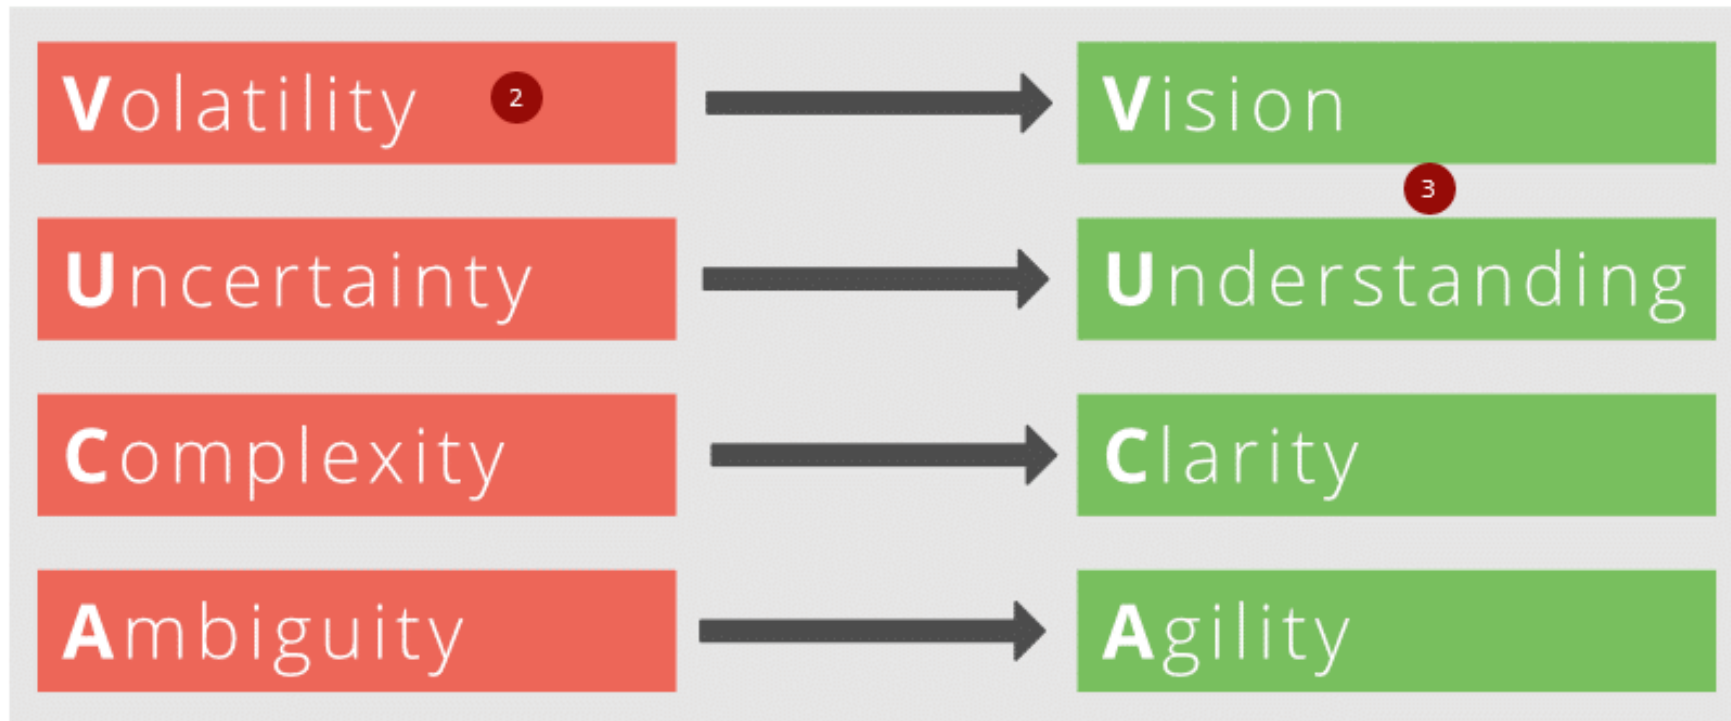 Volatility 2 Vision
3
Uncertainty Understanding
Complexity Clarity
Ambiguity Agility